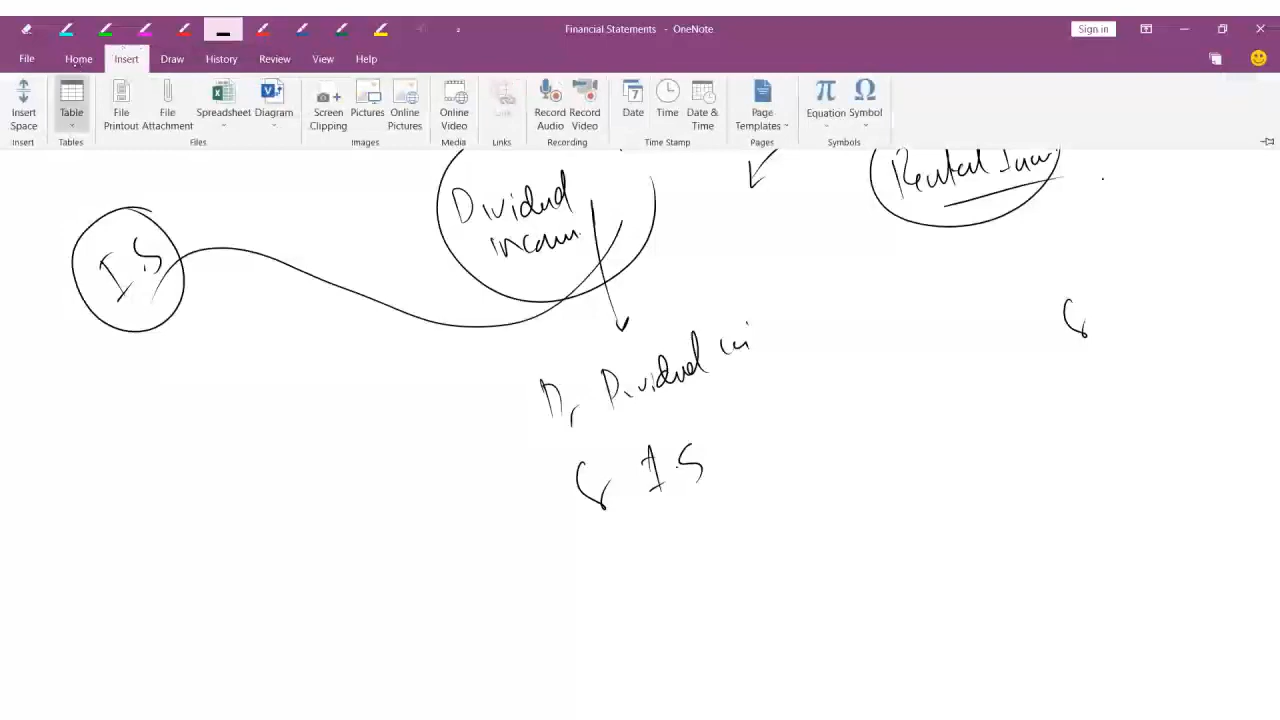 Financial Statements - OneNote
Sign in
File Home Insert Draw History Review View Help
Insert Space
Table
File Printout
File Attachment
Spreadsheet
Diagram
Screen Clipping
Pictures
Online Pictures
Online Video
Link
Record Audio
Record Video
Date
Time
Date & Time
Page Templates
Equation
Symbol
Insert Tables Files Images Media Links Recording Time Stamp Pages Symbols
Rental
Dividend
I.S
Dr Dividend
Cr
Cr I.S